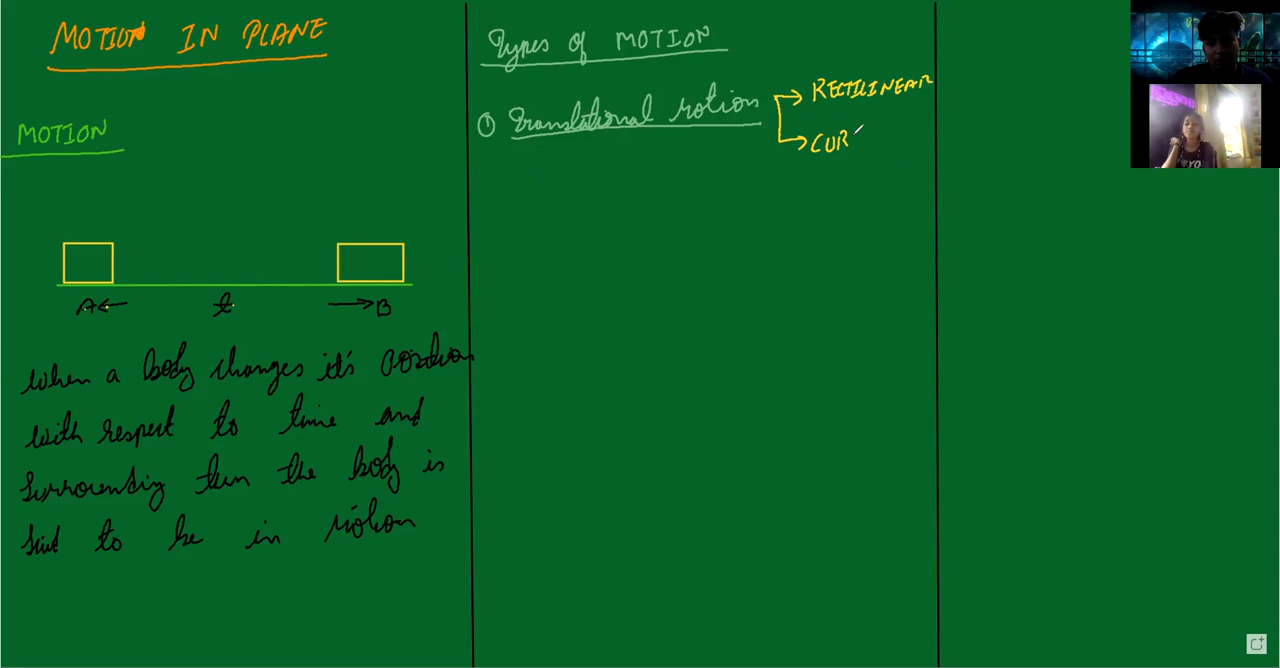 MOTION IN PLANE
MOTION
A t B
when a body changes it's position
with respect to time and
surrounding then the body is
said to be in motion
Types of MOTION
① Translational motion
RECTILINEAR
CUR
YO